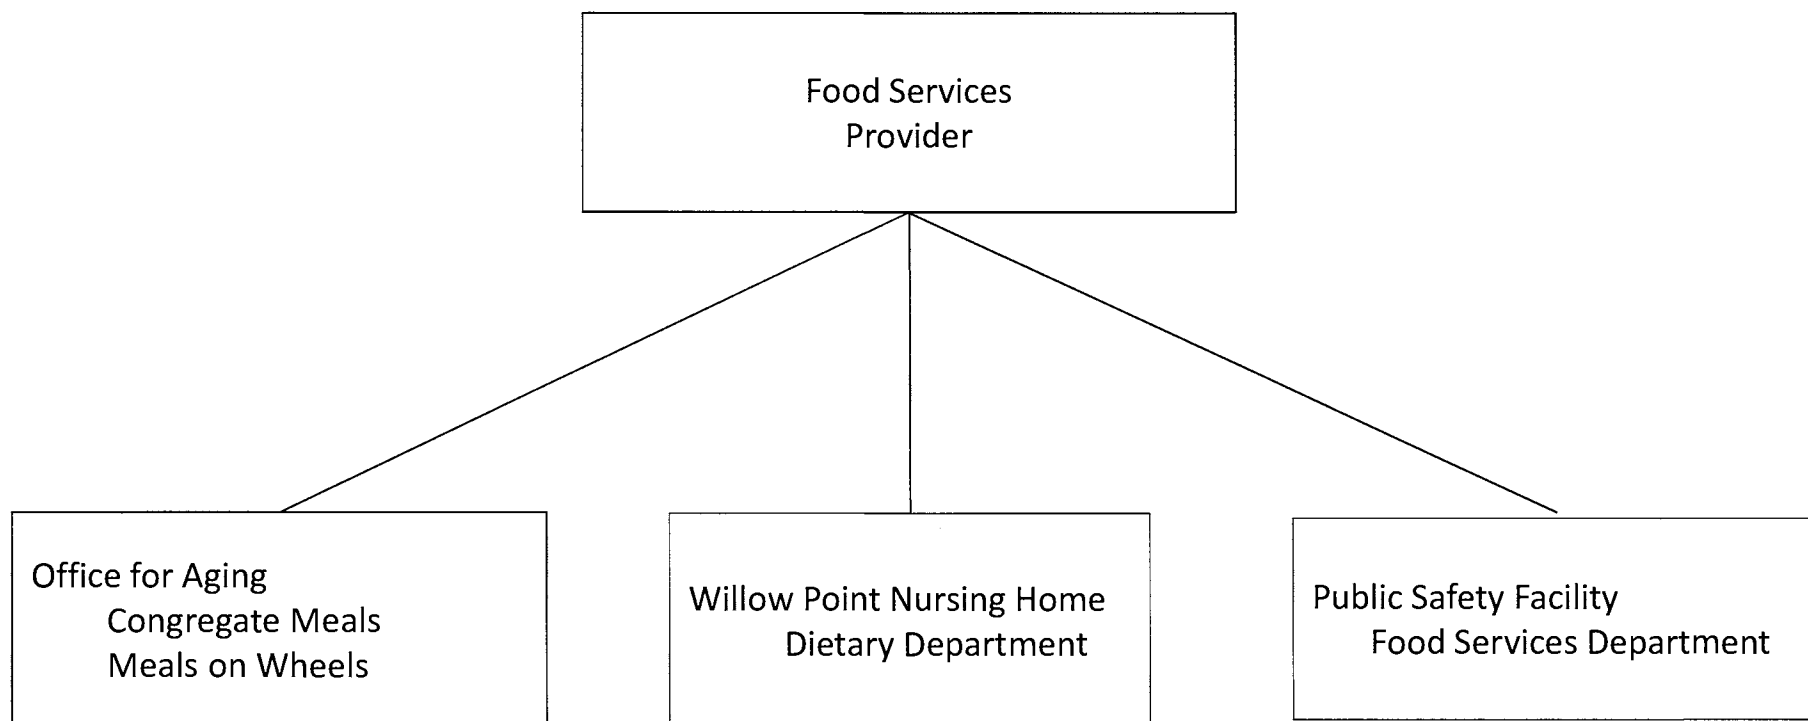 Food Services
Provider
Office for Aging
Congregate Meals
Meals on Wheels
Willow Point Nursing Home
Dietary Department
Public Safety Facility
Food Services Department